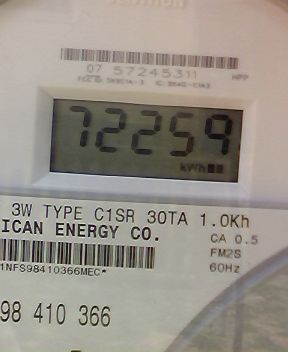 07 57245311
HPP
72259
kWh
3W TYPE C1SR 30TA 1.0Kh
ICAN ENERGY CO.
CA 0.5
FM2S
60Hz
1NFS98410366MEC*
98 410 366